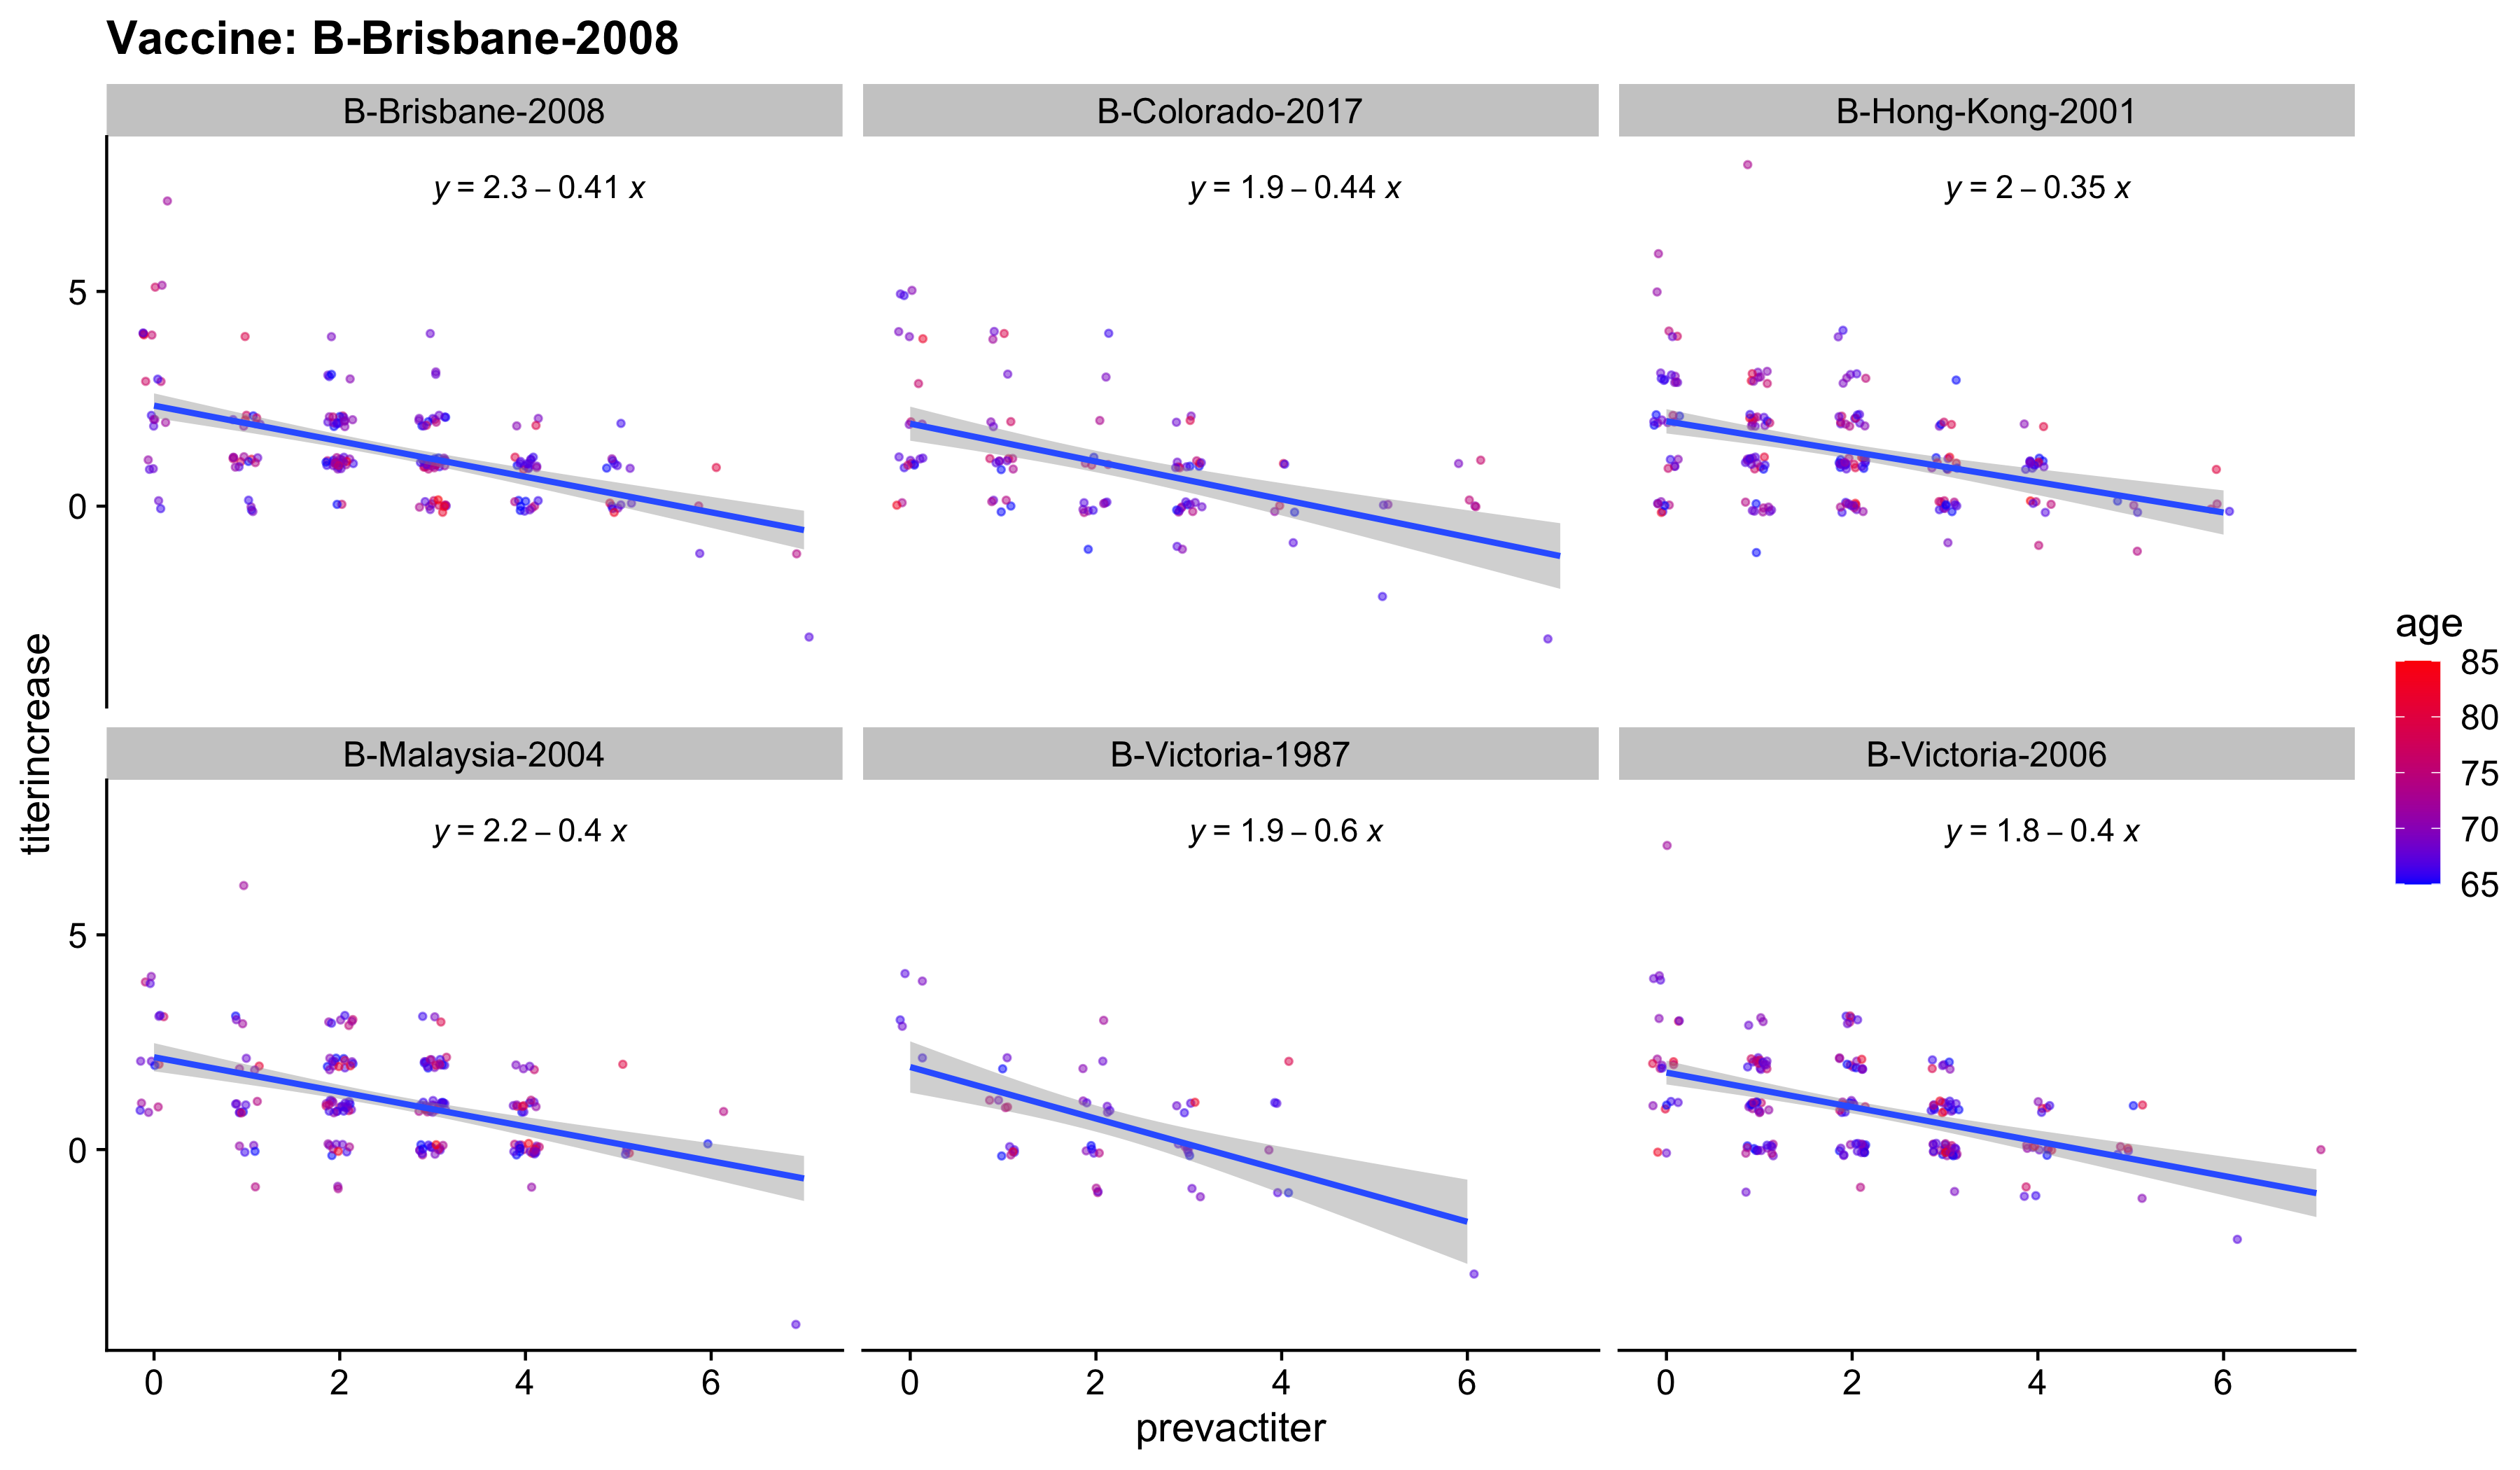 Vaccine: B-Brisbane-2008
B-Brisbane-2008
B-Colorado-2017
B-Hong-Kong-2001
y = 2.3 – 0.41 x
y = 1.9 – 0.44 x
y = 2 – 0.35 x
5
0
B-Malaysia-2004
B-Victoria-1987
B-Victoria-2006
y = 2.2 – 0.4 x
y = 1.9 – 0.6 x
y = 1.8 – 0.4 x
5
0
0 2 4 6
0 2 4 6
0 2 4 6
prevactiter
titerincrease
age
85
80
75
70
65